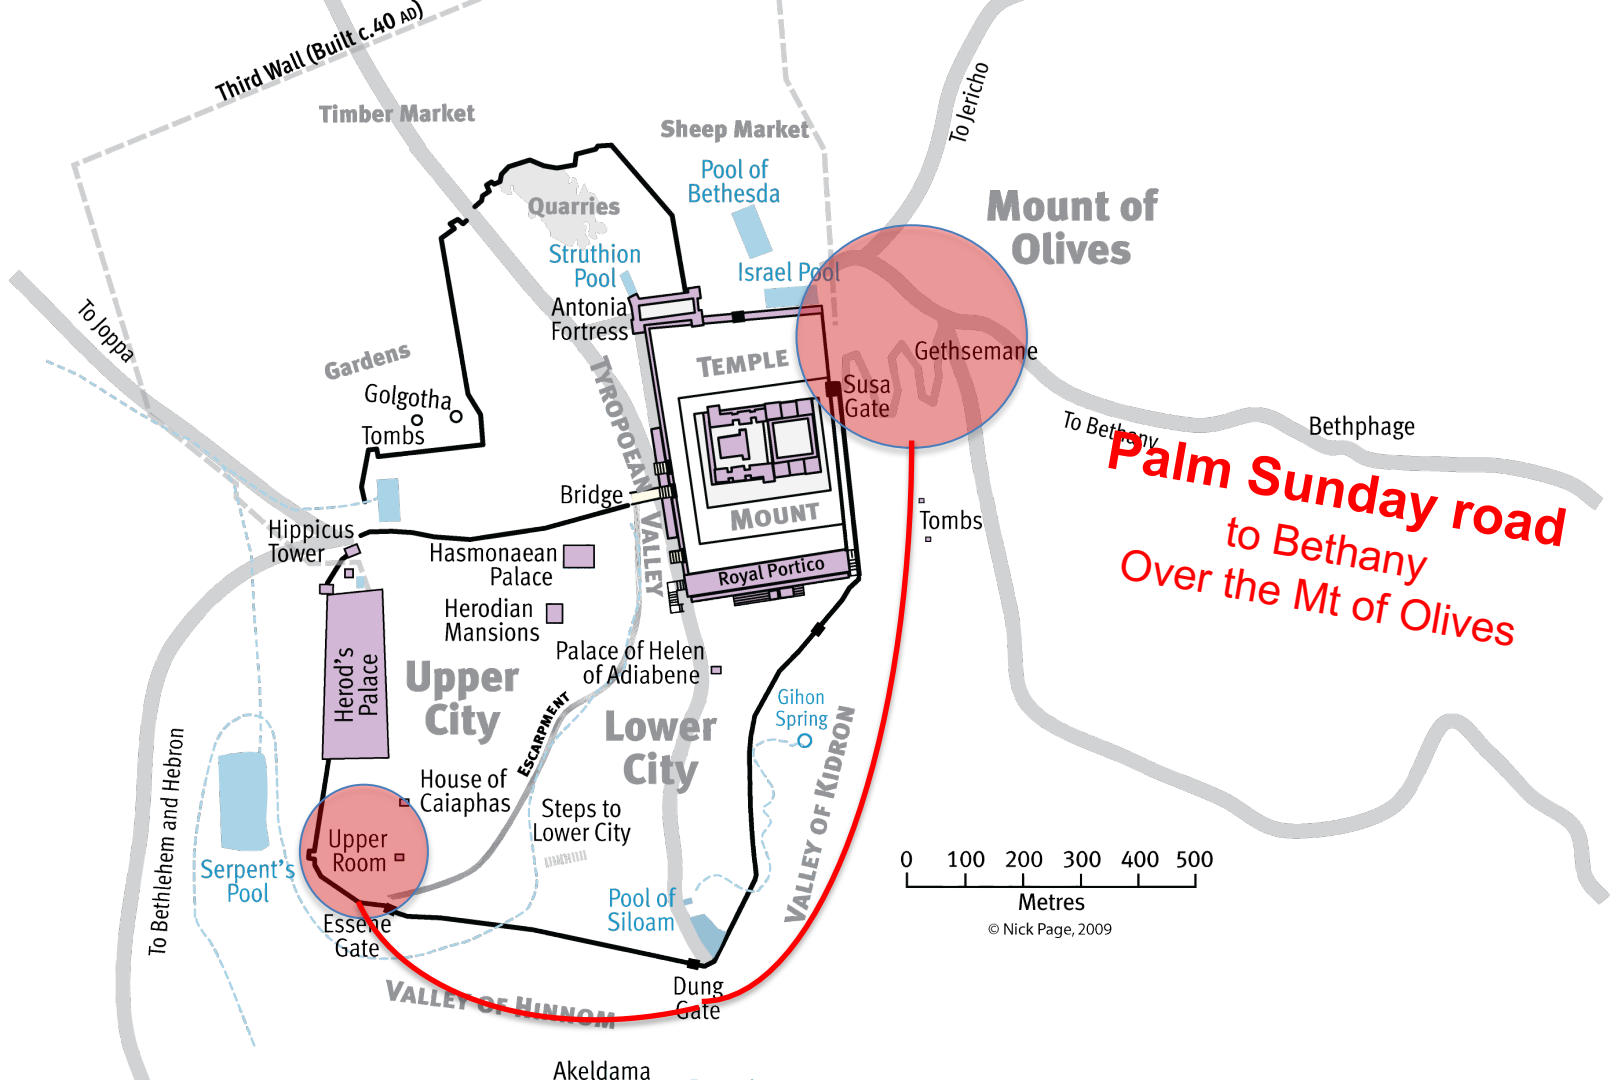 Third Wall (Built c.40 AD)
Timber Market
Sheep Market
To Jericho
Pool of
Bethesda
Mount of
Olives
Quarries
Struthion
Pool
Israel Pool
Antonia
Fortress
To Joppa
Gardens
TEMPLE
Gethsemane
Golgotha
Susa
Gate
Tombs
TYROPOEAN VALLEY
To Bethany
Bethphage
Palm Sunday road
to Bethany
Over the Mt of Olives
Bridge
MOUNT
Tombs
Hippicus
Tower
Hasmonaean
Palace
Royal Portico
Herodian
Mansions
Palace of Helen
of Adiabene
Herod's
Palace
Upper
City
ESCARPMENT
Lower
City
Gihon
Spring
VALLEY OF KIDRON
To Bethlehem and Hebron
House of
Caiaphas
Steps to
Lower City
Upper
Room
Serpent's
Pool
0 100 200 300 400 500
Metres
© Nick Page, 2009
Pool of
Siloam
Essene
Gate
VALLEY OF HINNOM
Dung
Gate
Akeldama